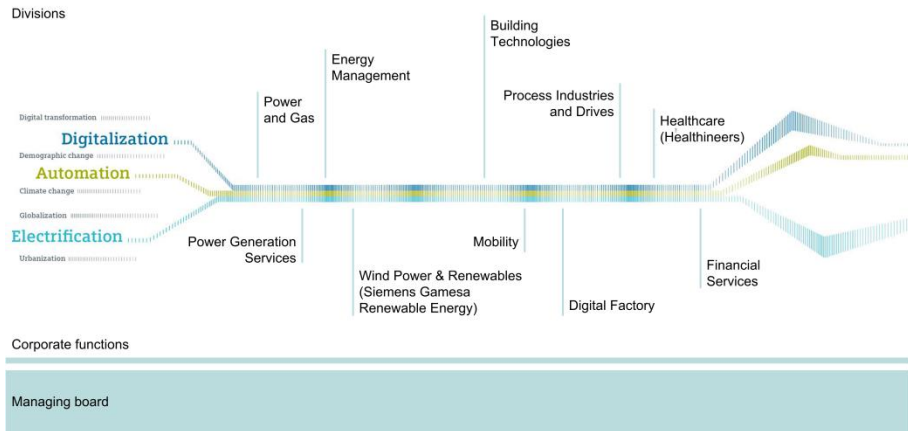 Divisions
Building
Technologies
Energy
Management
Process Industries
and Drives
Power
and Gas
Healthcare
(Healthineers)
Digital transformation
Digitalization
Demographic change
Automation
Climate change
Globalization
Electrification
Urbanization
Power Generation
Services
Mobility
Wind Power & Renewables
(Siemens Gamesa
Renewable Energy)
Digital Factory
Financial
Services
Corporate functions
Managing board